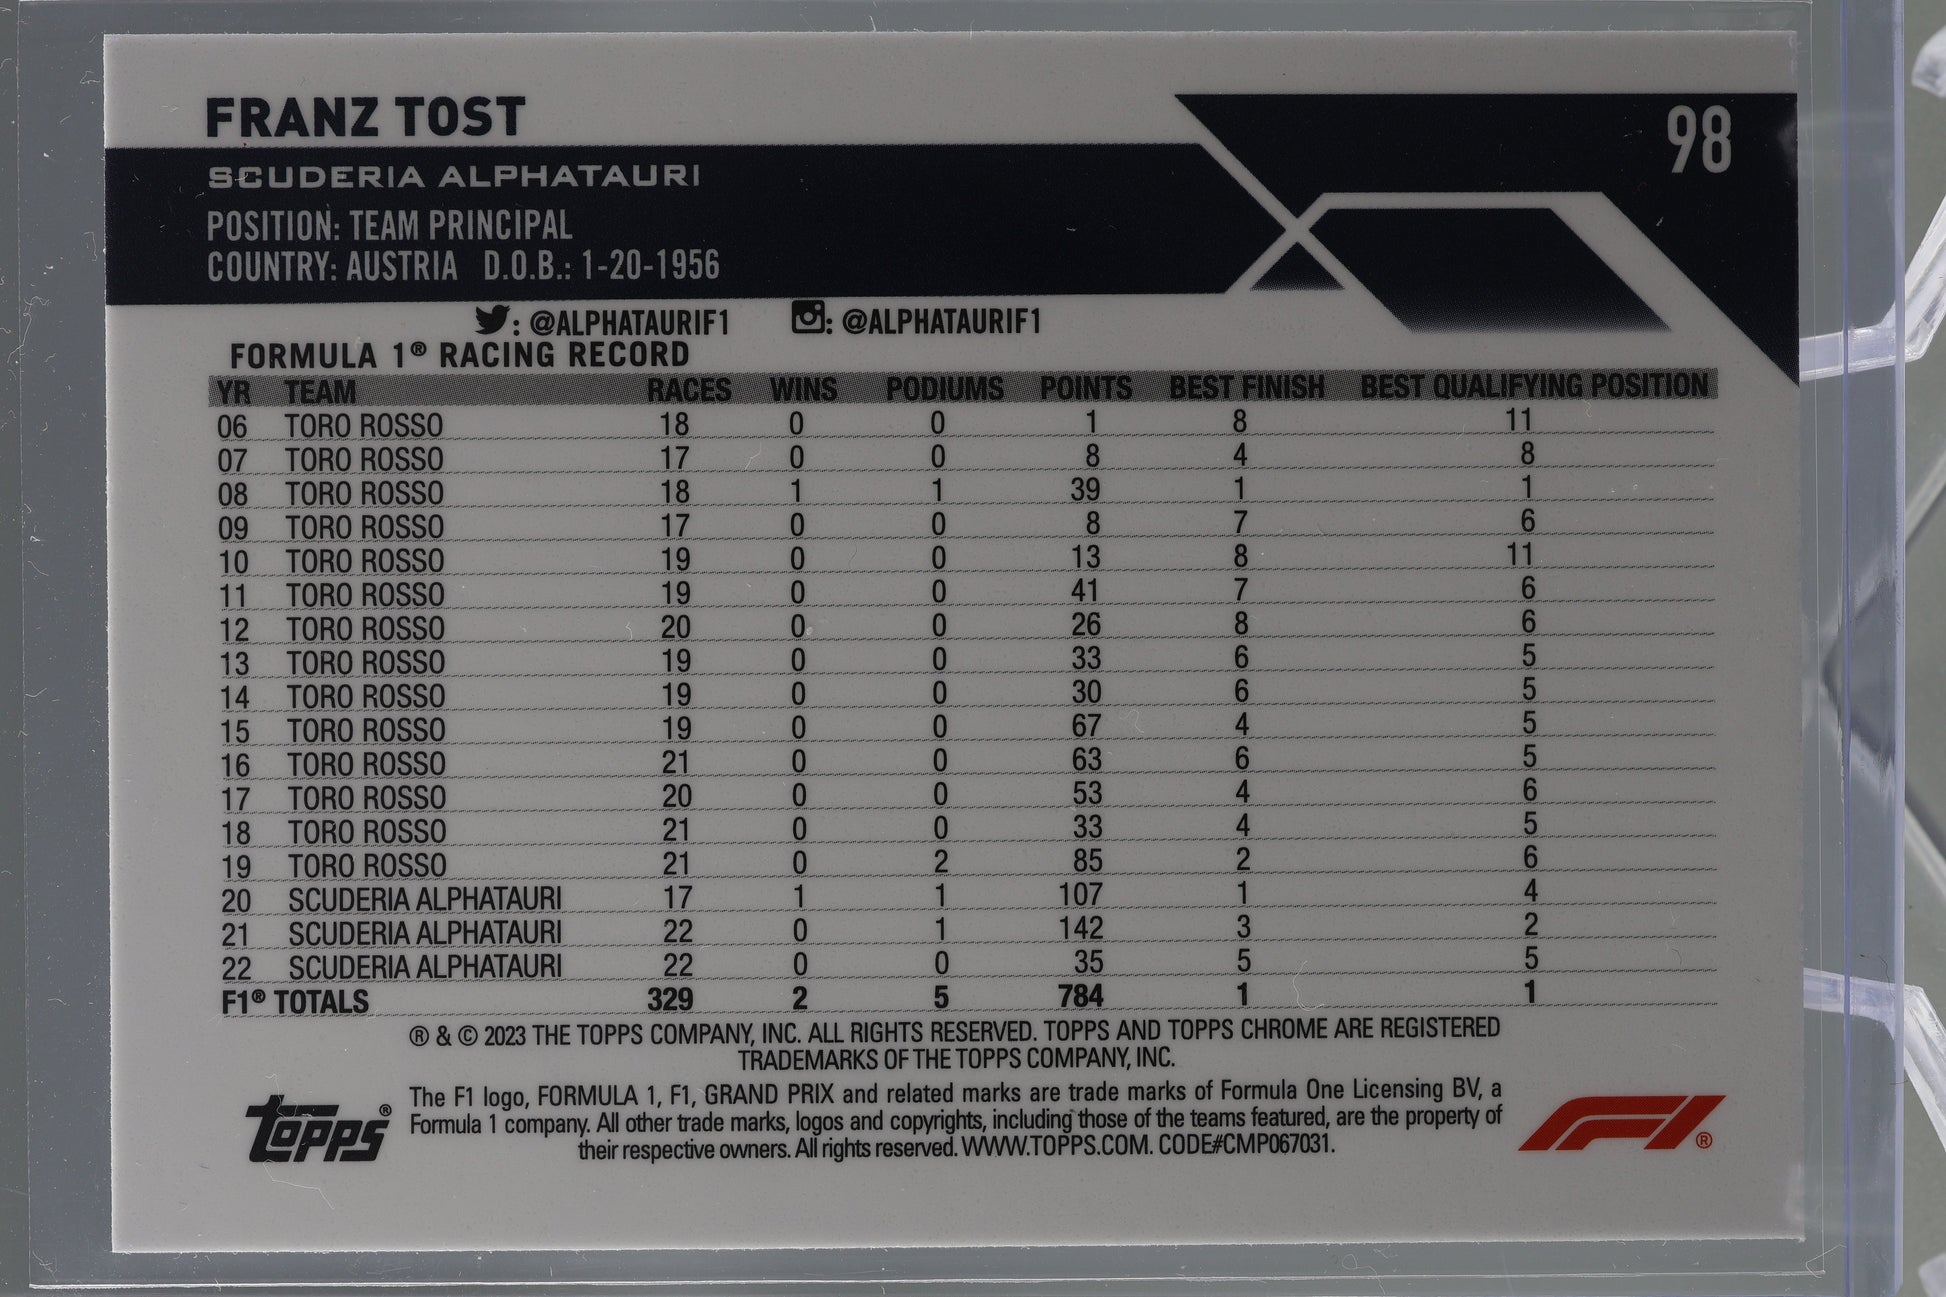 FRANZ TOST
98
SCUDERIA ALPHATAURI
POSITION: TEAM PRINCIPAL
COUNTRY: AUSTRIA D.O.B.: 1-20-1956
: @ALPHATAURIF1 : @ALPHATAURIF1
FORMULA 1® RACING RECORD
YR TEAM RACES WINS PODIUMS POINTS BEST FINISH BEST QUALIFYING POSITION
06 TORO ROSSO 18 0 0 1 8 11
07 TORO ROSSO 17 0 0 8 4 8
08 TORO ROSSO 18 1 1 39 1 1
09 TORO ROSSO 17 0 0 8 7 6
10 TORO ROSSO 19 0 0 13 8 11
11 TORO ROSSO 19 0 0 41 7 6
12 TORO ROSSO 20 0 0 26 8 6
13 TORO ROSSO 19 0 0 33 6 5
14 TORO ROSSO 19 0 0 30 6 5
15 TORO ROSSO 19 0 0 67 4 5
16 TORO ROSSO 21 0 0 63 6 5
17 TORO ROSSO 20 0 0 53 4 6
18 TORO ROSSO 21 0 0 33 4 5
19 TORO ROSSO 21 0 2 85 2 6
20 SCUDERIA ALPHATAURI 17 1 1 107 1 4
21 SCUDERIA ALPHATAURI 22 0 1 142 3 2
22 SCUDERIA ALPHATAURI 22 0 0 35 5 5
F1® TOTALS 329 2 5 784 1 1
® & © 2023 THE TOPPS COMPANY, INC. ALL RIGHTS RESERVED. TOPPS AND TOPPS CHROME ARE REGISTERED
TRADEMARKS OF THE TOPPS COMPANY, INC.
The F1 logo, FORMULA 1, F1, GRAND PRIX and related marks are trade marks of Formula One Licensing BV, a
Formula 1 company. All other trade marks, logos and copyrights, including those of the teams featured, are the property of
their respective owners. All rights reserved. WWW.TOPPS.COM. CODE#CMP067031.
topps®
F1®